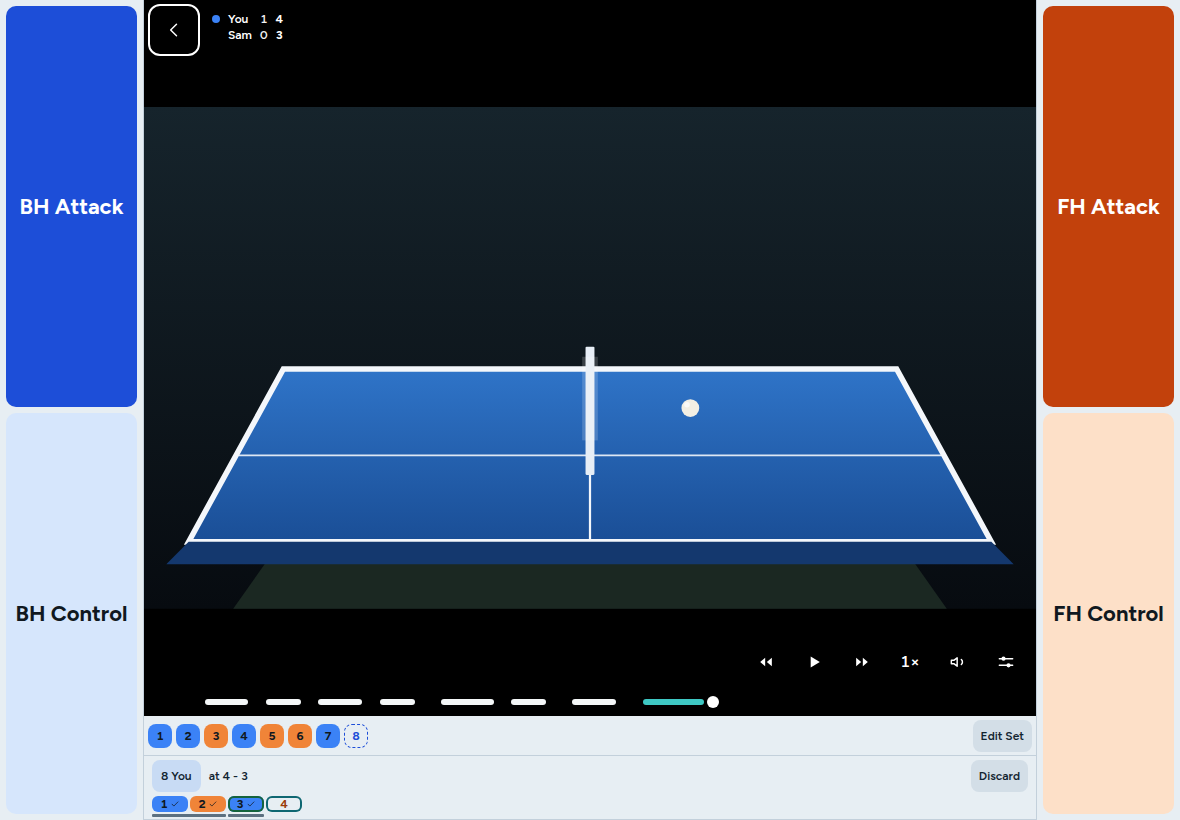 You 1 4
Sam 0 3
BH Attack
FH Attack
BH Control
FH Control
1×
1 2 3 4 5 6 7 8
Edit Set
8 You at 4 - 3
Discard
1 ✓ 2 ✓ 3 ✓ 4